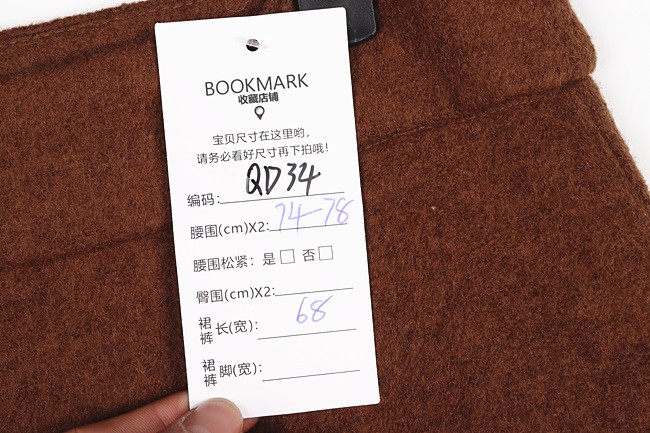 BOOKMARK
收藏店铺
宝贝尺寸在这里哟,
请务必看好尺寸再下拍哦!
编码: QD34
腰围(cm)X2: 74-78
腰围松紧: 是□ 否□
臀围(cm)X2:
裙裤长(宽): 68
裙裤脚(宽):